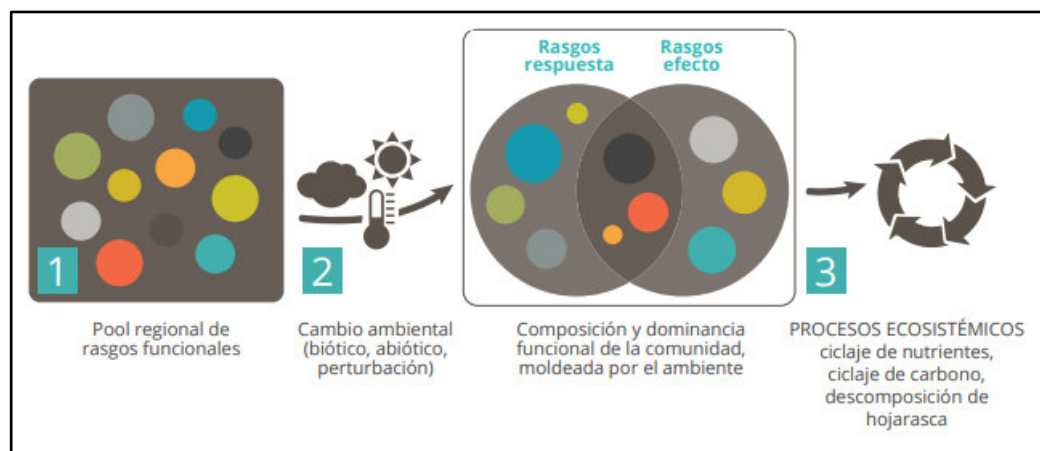 Rasgos
respuesta
Rasgos
efecto
1
2
3
Pool regional de
rasgos funcionales
Cambio ambiental
(biótico, abiótico,
perturbación)
Composición y dominancia
funcional de la comunidad,
moldeada por el ambiente
PROCESOS ECOSISTÉMICOS
ciclaje de nutrientes,
ciclaje de carbono,
descomposición de
hojarasca